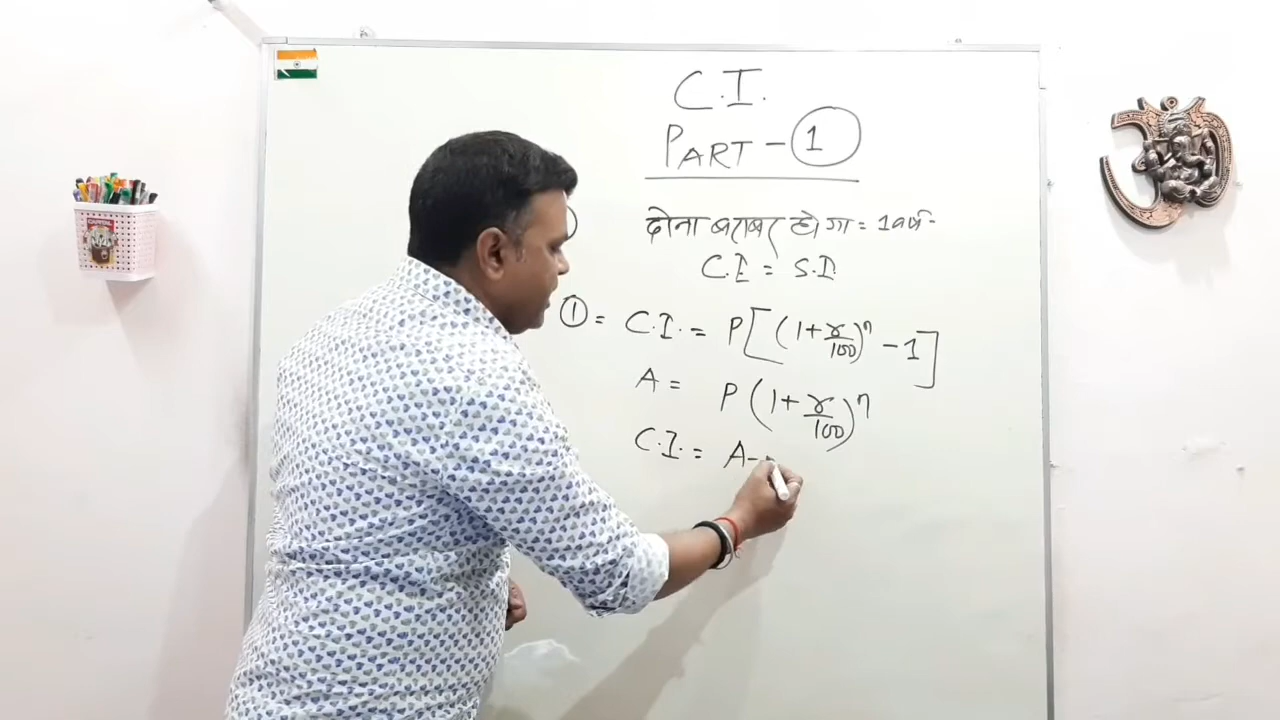 C.I.
PART - 1
दोना बराबर होगा = 1 वर्ष
C.I = S.I.
① = C.I. = P[(1+r/100)^n - 1]
A = P(1+r/100)^n
C.I. = A-